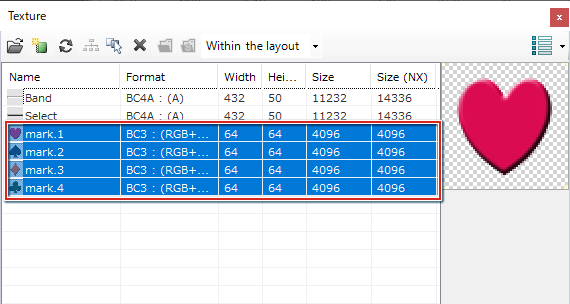 Texture
Within the layout
Name Format Width Hei... Size Size (NX)
Band BC4A : (A) 432 50 11232 14336
Select BC4A : (A) 432 50 11232 14336
mark.1 BC3 : (RGB+... 64 64 4096 4096
mark.2 BC3 : (RGB+... 64 64 4096 4096
mark.3 BC3 : (RGB+... 64 64 4096 4096
mark.4 BC3 : (RGB+... 64 64 4096 4096